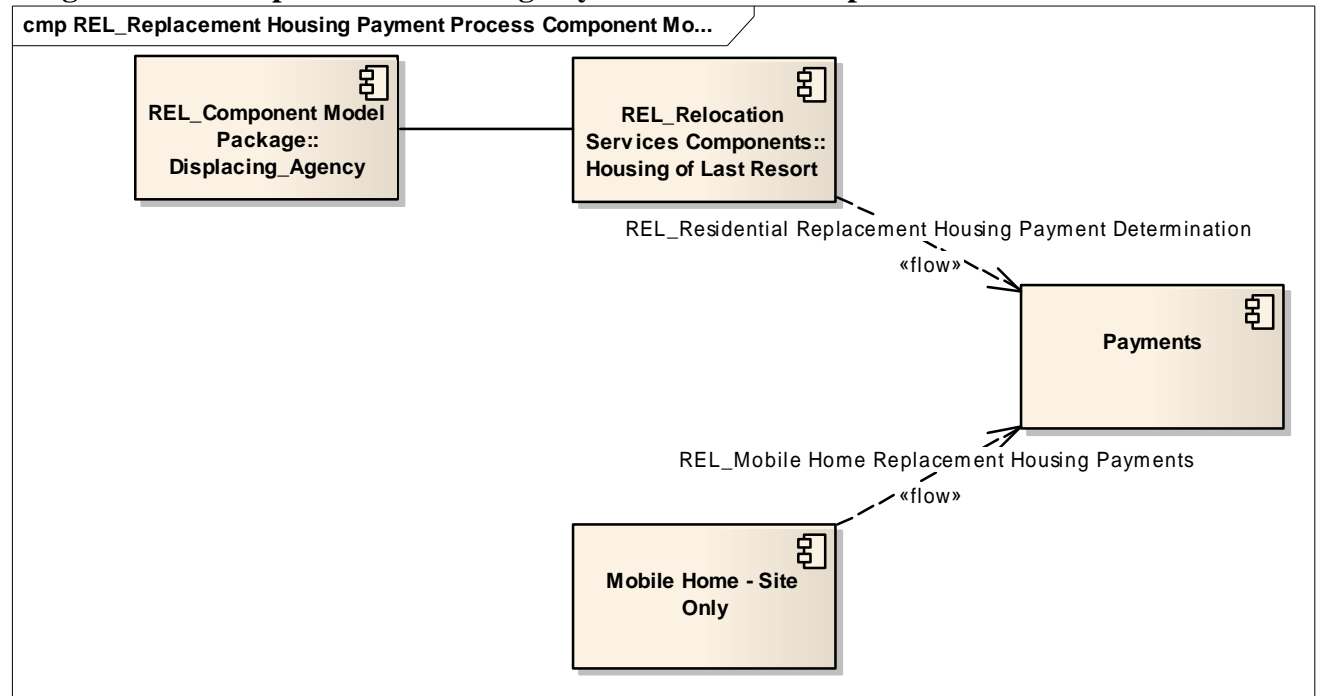 cmp REL_Replacement Housing Payment Process Component Mo...
REL_Component Model
Package::
Displacing_Agency
REL_Relocation
Services Components::
Housing of Last Resort
REL_Residential Replacement Housing Payment Determination
«flow»
Payments
REL_Mobile Home Replacement Housing Payments
«flow»
Mobile Home - Site
Only